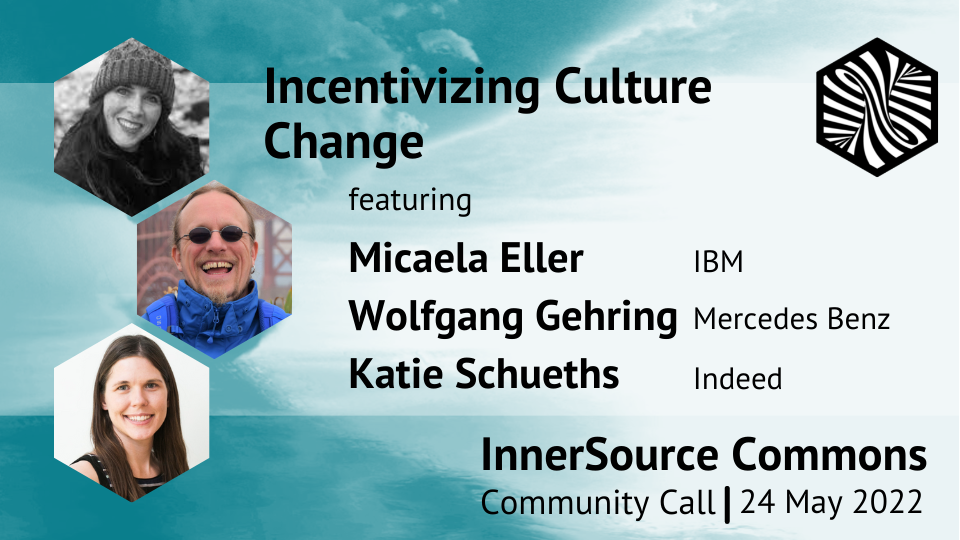 Incentivizing Culture
Change
featuring
Micaela Eller IBM
Wolfgang Gehring Mercedes Benz
Katie Schueths Indeed
InnerSource Commons
Community Call | 24 May 2022